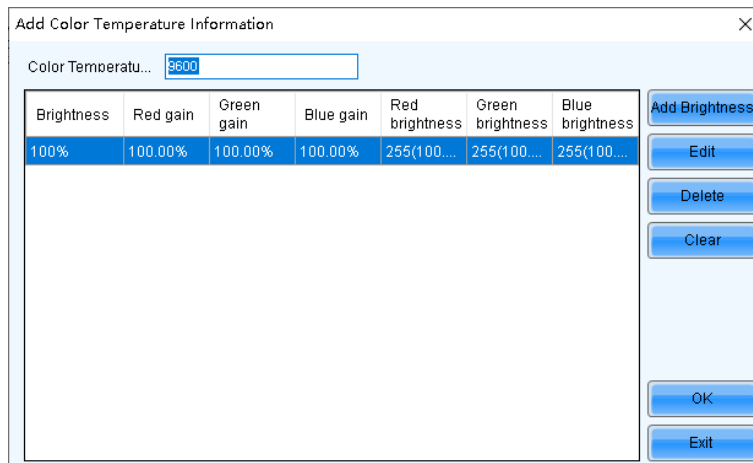 Add Color Temperature Information
Color Temperatu... 9600
Brightness Red gain Green gain Blue gain Red brightness Green brightness Blue brightness
100% 100.00% 100.00% 100.00% 255(100.... 255(100.... 255(100....
Add Brightness
Edit
Delete
Clear
OK
Exit